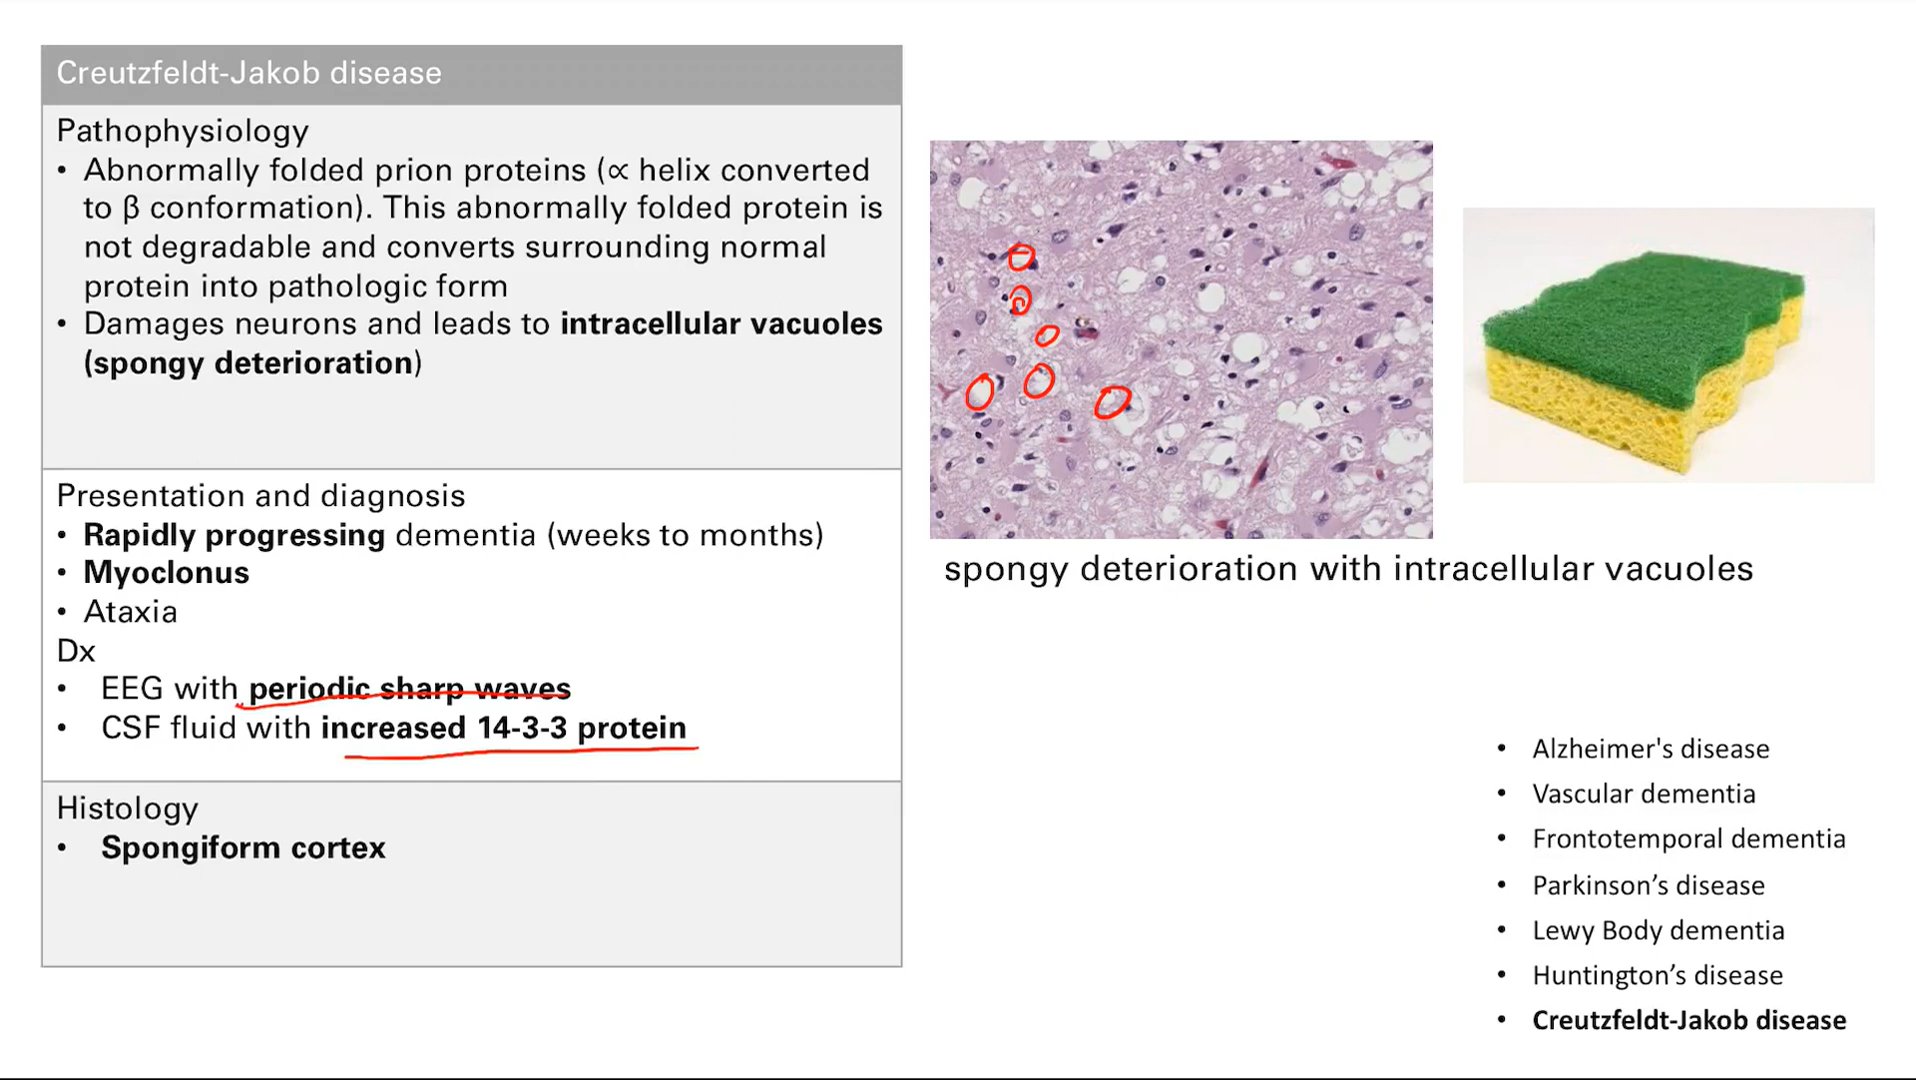 Creutzfeldt-Jakob disease
Pathophysiology
• Abnormally folded prion proteins (∝ helix converted
to β conformation). This abnormally folded protein is
not degradable and converts surrounding normal
protein into pathologic form
• Damages neurons and leads to intracellular vacuoles
(spongy deterioration)
Presentation and diagnosis
• Rapidly progressing dementia (weeks to months)
• Myoclonus
• Ataxia
Dx
• EEG with periodic sharp waves
• CSF fluid with increased 14-3-3 protein
Histology
• Spongiform cortex
spongy deterioration with intracellular vacuoles
• Alzheimer's disease
• Vascular dementia
• Frontotemporal dementia
• Parkinson’s disease
• Lewy Body dementia
• Huntington’s disease
• Creutzfeldt-Jakob disease